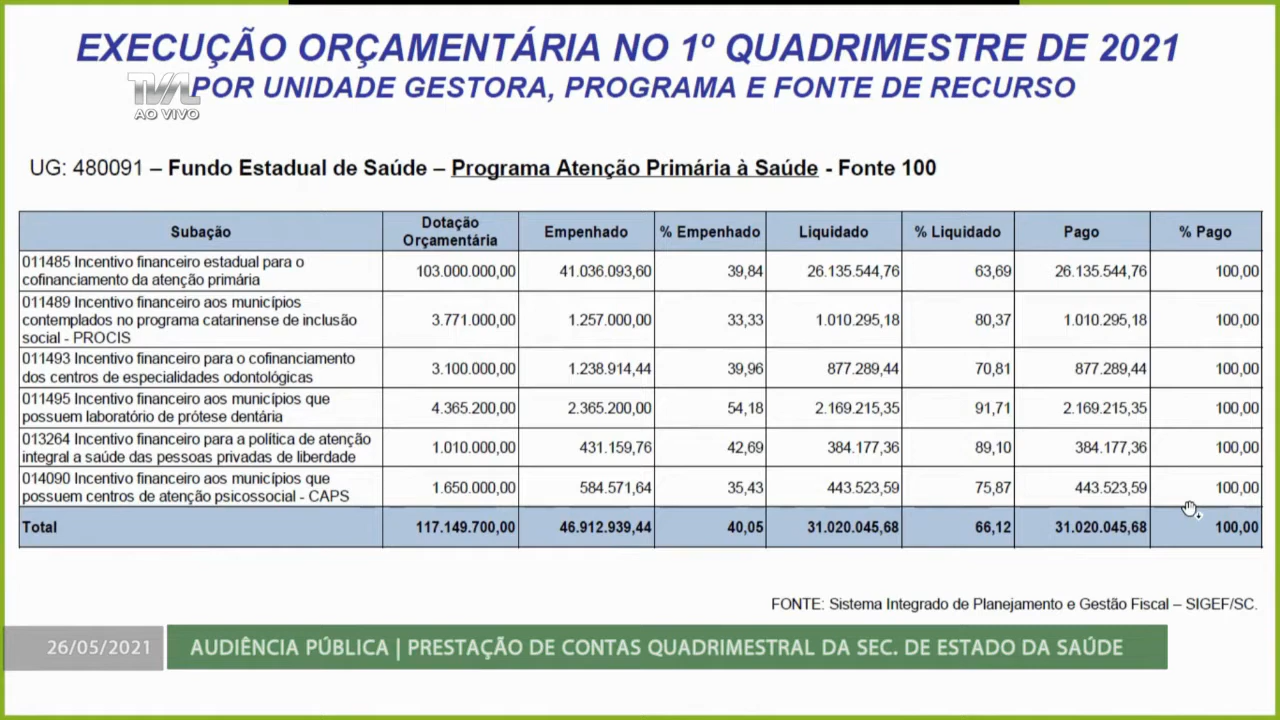 EXECUÇÃO ORÇAMENTÁRIA NO 1º QUADRIMESTRE DE 2021
POR UNIDADE GESTORA, PROGRAMA E FONTE DE RECURSO
TVAL
AO VIVO
UG: 480091 – Fundo Estadual de Saúde – Programa Atenção Primária à Saúde - Fonte 100
Subação Dotação Orçamentária Empenhado % Empenhado Liquidado % Liquidado Pago % Pago
011485 Incentivo financeiro estadual para o
cofinanciamento da atenção primária 103.000.000,00 41.036.093,60 39,84 26.135.544,76 63,69 26.135.544,76 100,00
011489 Incentivo financeiro aos municípios
contemplados no programa catarinense de inclusão
social - PROCIS 3.771.000,00 1.257.000,00 33,33 1.010.295,18 80,37 1.010.295,18 100,00
011493 Incentivo financeiro para o cofinanciamento
dos centros de especialidades odontológicas 3.100.000,00 1.238.914,44 39,96 877.289,44 70,81 877.289,44 100,00
011495 Incentivo financeiro aos municípios que
possuem laboratório de prótese dentária 4.365.200,00 2.365.200,00 54,18 2.169.215,35 91,71 2.169.215,35 100,00
013264 Incentivo financeiro para a política de atenção
integral a saúde das pessoas privadas de liberdade 1.010.000,00 431.159,76 42,69 384.177,36 89,10 384.177,36 100,00
014090 Incentivo financeiro aos municípios que
possuem centros de atenção psicossocial - CAPS 1.650.000,00 584.571,64 35,43 443.523,59 75,87 443.523,59 100,00
Total 117.149.700,00 46.912.939,44 40,05 31.020.045,68 66,12 31.020.045,68 100,00
FONTE: Sistema Integrado de Planejamento e Gestão Fiscal – SIGEF/SC.
26/05/2021 AUDIÊNCIA PÚBLICA | PRESTAÇÃO DE CONTAS QUADRIMESTRAL DA SEC. DE ESTADO DA SAÚDE